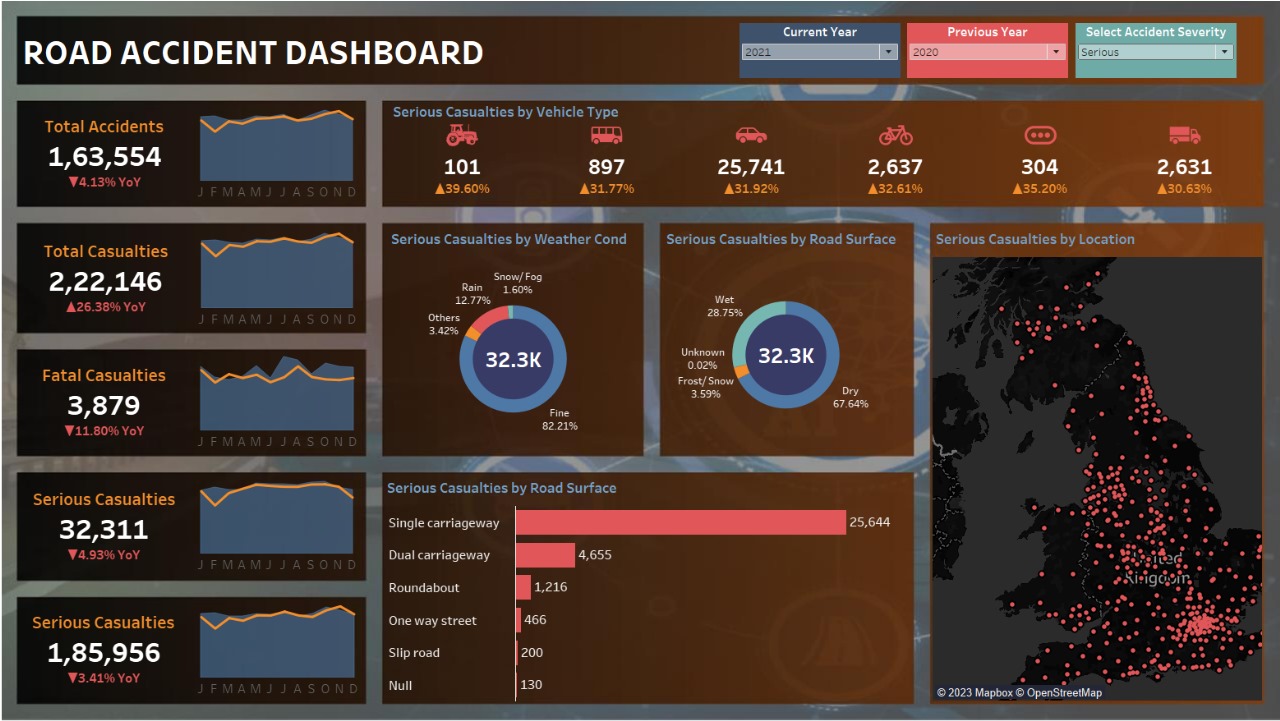 ROAD ACCIDENT DASHBOARD
Current Year
2021
Previous Year
2020
Select Accident Severity
Serious
Total Accidents
1,63,554
▼4.13% YoY
J F M A M J J A S O N D
Total Casualties
2,22,146
▲26.38% YoY
J F M A M J J A S O N D
Fatal Casualties
3,879
▼11.80% YoY
J F M A M J J A S O N D
Serious Casualties
32,311
▼4.93% YoY
J F M A M J J A S O N D
Serious Casualties
1,85,956
▼3.41% YoY
J F M A M J J A S O N D
Serious Casualties by Vehicle Type
101
▲39.60%
897
▲31.77%
25,741
▲31.92%
2,637
▲32.61%
304
▲35.20%
2,631
▲30.63%
Serious Casualties by Weather Cond
Snow/ Fog
1.60%
Rain
12.77%
Others
3.42%
32.3K
Fine
82.21%
Serious Casualties by Road Surface
Wet
28.75%
Unknown
0.02%
Frost/ Snow
3.59%
32.3K
Dry
67.64%
Serious Casualties by Road Surface
Single carriageway
25,644
Dual carriageway
4,655
Roundabout
1,216
One way street
466
Slip road
200
Null
130
Serious Casualties by Location
United
Kingdom
© 2023 Mapbox © OpenStreetMap